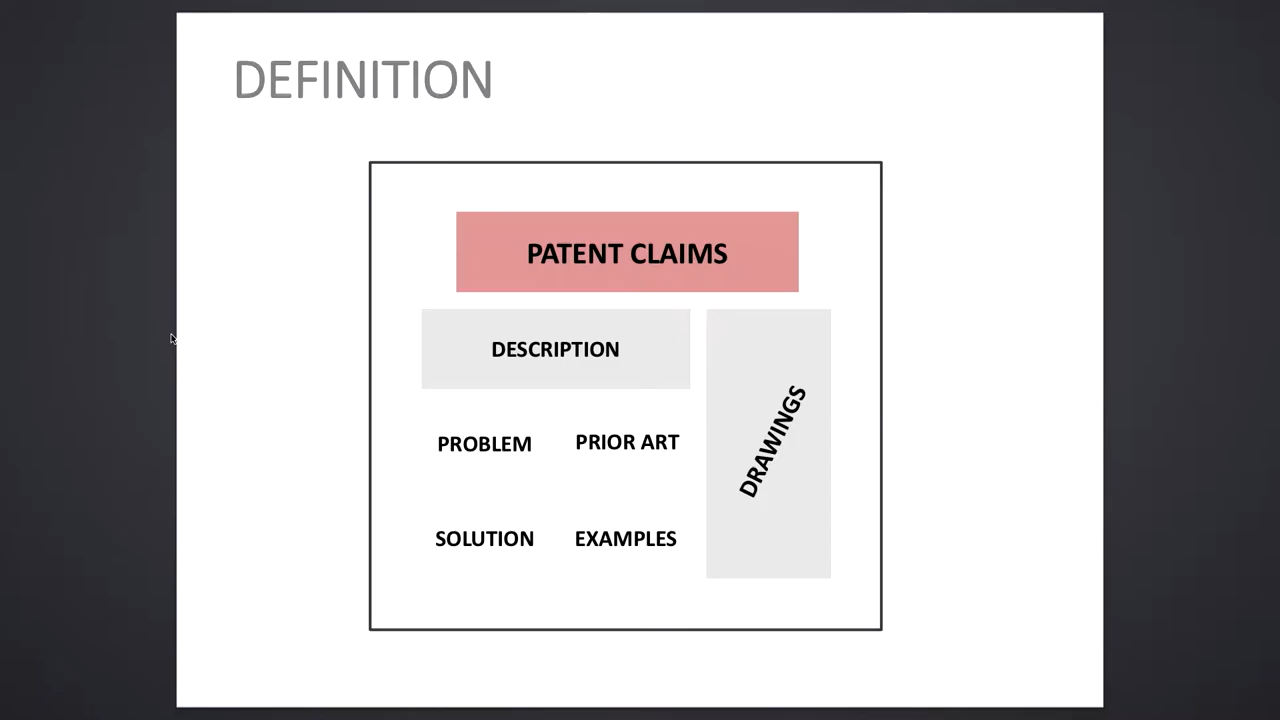 DEFINITION
PATENT CLAIMS
DESCRIPTION
PROBLEM
PRIOR ART
SOLUTION
EXAMPLES
DRAWINGS